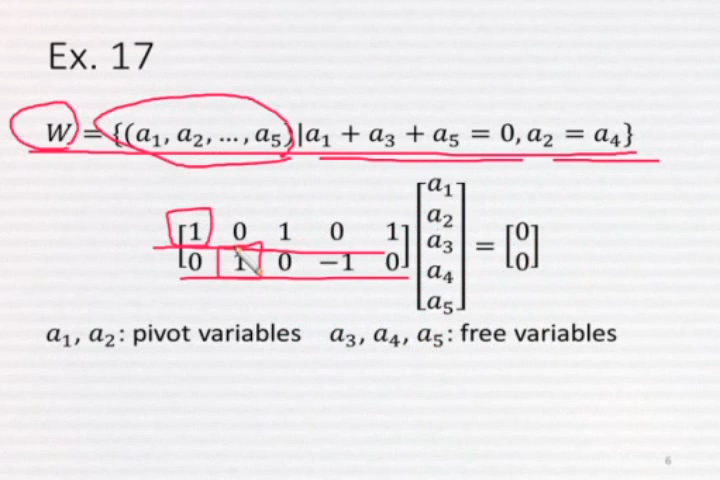 Ex. 17
W = {(a₁, a₂, … , a₅)|a₁ + a₃ + a₅ = 0, a₂ = a₄}
[1 0 1 0 1] [a₁]
[0 1 0 −1 0] [a₂] = [0]
[a₃] [0]
[a₄]
[a₅]
a₁, a₂: pivot variables a₃, a₄, a₅: free variables
6